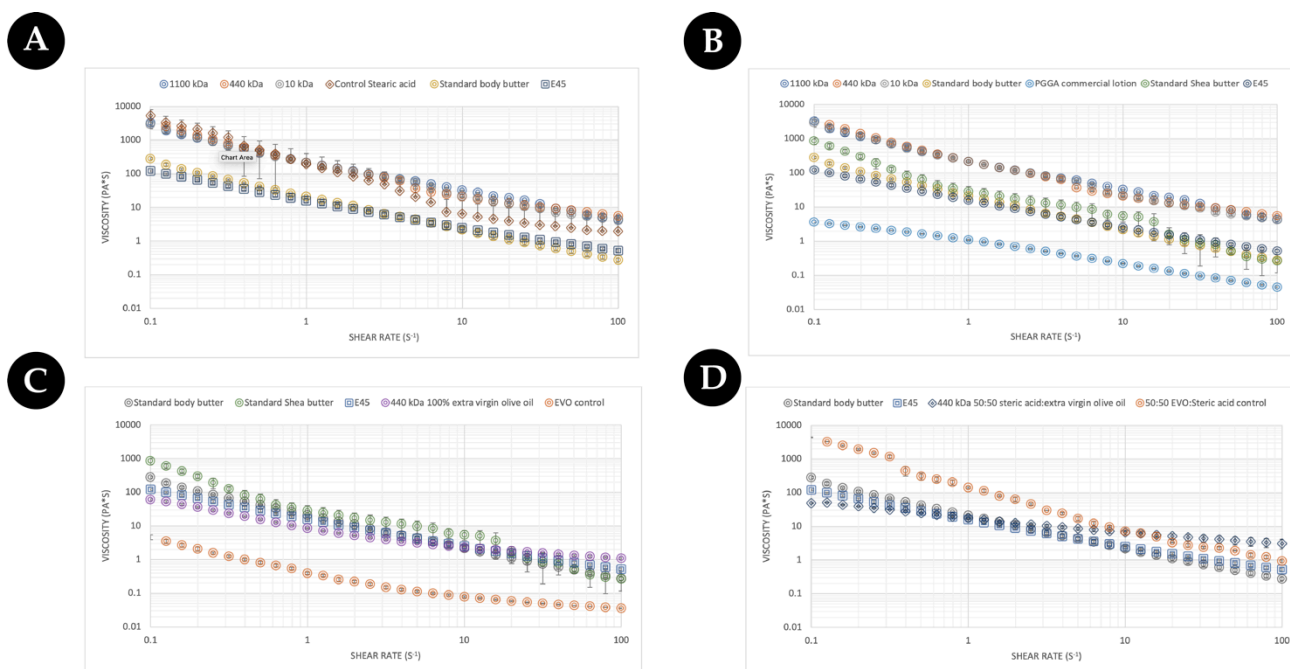 A
1100 kDa 440 kDa 10 kDa Control Stearic acid Standard body butter E45
10000
1000
100
10
1
0.1
0.01
VISCOSITY (PA*S)
Chart Area
0.1 1 10 100
SHEAR RATE (S⁻¹)
B
1100 kDa 440 kDa 10 kDa Standard body butter PGGA commercial lotion Standard Shea butter E45
10000
1000
100
10
1
0.1
0.01
VISCOSITY (PA*S)
0.1 1 10 100
SHEAR RATE (S⁻¹)
C
Standard body butter Standard Shea butter E45 440 kDa 100% extra virgin olive oil EVO control
10000
1000
100
10
1
0.1
0.01
VISCOSITY (PA*S)
0.1 1 10 100
SHEAR RATE (S⁻¹)
D
Standard body butter E45 440 kDa 50:50 steric acid:extra virgin olive oil 50:50 EVO:Steric acid control
10000
1000
100
10
1
0.1
0.01
VISCOSITY (PA*S)
0.1 1 10 100
SHEAR RATE (S⁻¹)